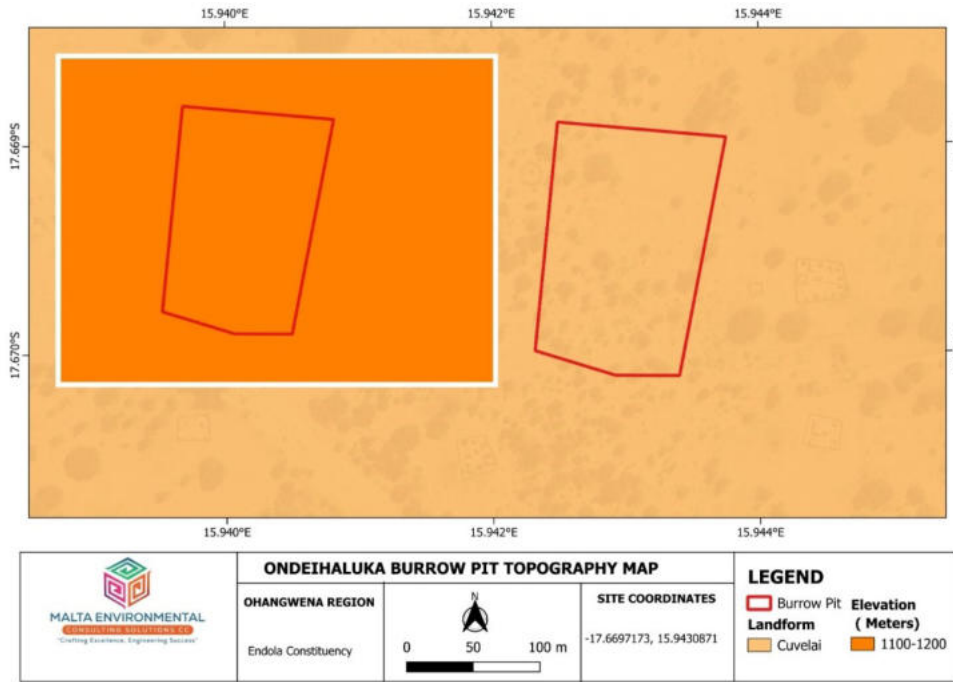 15.940°E 15.942°E 15.944°E
17.669°S
17.670°S
15.940°E 15.942°E 15.944°E
MALTA ENVIRONMENTAL
CONSULTING SOLUTIONS CC
"Crafting Excellence, Engineering Success"
ONDEIHALUKA BURROW PIT TOPOGRAPHY MAP
OHANGWENA REGION
Endola Constituency
N
0 50 100 m
SITE COORDINATES
-17.6697173, 15.9430871
LEGEND
Burrow Pit
Landform
Cuvelai
Elevation
( Meters)
1100-1200